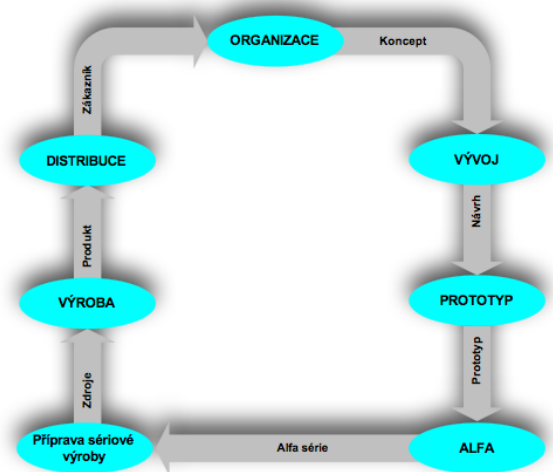 ORGANIZACE
Koncept
Zákazník
DISTRIBUCE
VÝVOJ
Návrh
Produkt
VÝROBA
PROTOTYP
Prototyp
Zdroje
Příprava sériové
výroby
Alfa série
ALFA